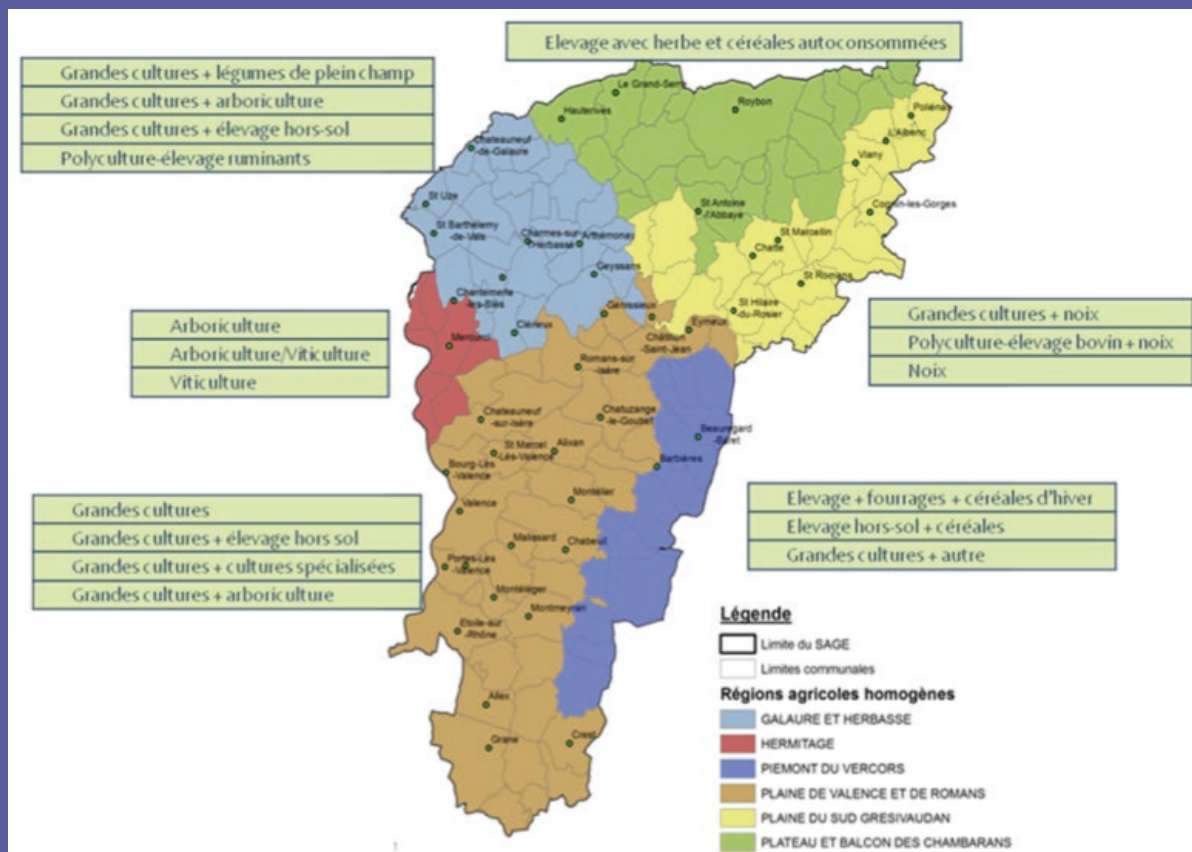 Elevage avec herbe et céréales autoconsommées
Grandes cultures + légumes de plein champ
Grandes cultures + arboriculture
Grandes cultures + élevage hors-sol
Polyculture-élevage ruminants
Le Grand-Serre
Hauterives
Roybon
Poliénas
L'Albenc
Vinay
Chateauneuf
-de-Galaure
St Uze
St Barthélemy
-de-Vals
Charmes-sur
-l'Herbasse
Arthémonay
St Antoine
-l'Abbaye
Cognin-les-Gorges
St Marcellin
Chatte
Geyssans
St Romans
Chantemerle
-les-Blés
Génissieux
St Hilaire
-du-Rosier
Clérieux
Châtillon
-Saint-Jean
Eymeux
Mercurol
Arboriculture
Arboriculture/Viticulture
Viticulture
Grandes cultures + noix
Polyculture-élevage bovin + noix
Noix
Romans-sur
-Isère
Chateauneuf
-sur-Isère
Chatuzange
-le-Goubet
Beauregard
-Baret
St Marcel
-Lès-Valence
Alixan
Barbières
Bourg-Lès
-Valence
Montélier
Valence
Malissard
Chabeuil
Portes-Lès
-Valence
Montéléger
Montmeyran
Etoile-sur
-Rhône
Allex
Grane
Crest
Grandes cultures
Grandes cultures + élevage hors sol
Grandes cultures + cultures spécialisées
Grandes cultures + arboriculture
Elevage + fourrages + céréales d'hiver
Elevage hors-sol + céréales
Grandes cultures + autre
Légende
Limite du SAGE
Limites communales
Régions agricoles homogènes
GALAURE ET HERBASSE
HERMITAGE
PIEMONT DU VERCORS
PLAINE DE VALENCE ET DE ROMANS
PLAINE DU SUD GRESIVAUDAN
PLATEAU ET BALCON DES CHAMBARANS